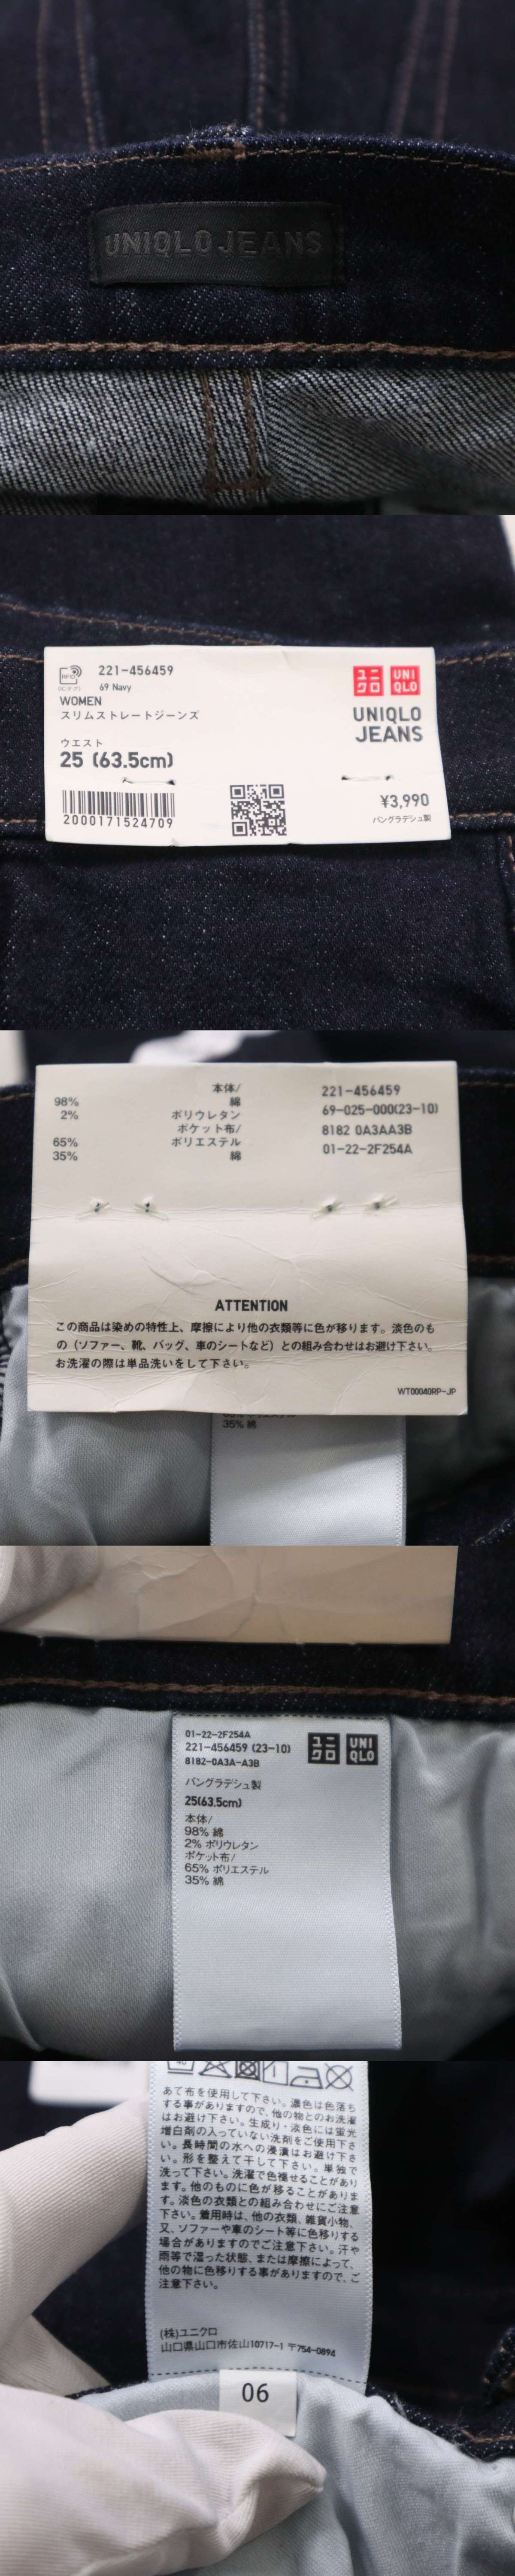 UNIQLO JEANS
RFID
221-456459
69 Navy
WOMEN
スリムストレートジーンズ
ユニクロ
UNIQLO
UNIQLO
JEANS
ウエスト
25 (63.5cm)
2000171524709
¥3,990
バングラデシュ製
本体/
98% 綿
2% ポリウレタン
ポケット布/
65% ポリエステル
35% 綿
221-456459
69-025-000(23-10)
8182 0A3AA3B
01-22-2F254A
ATTENTION
この商品は染めの特性上、摩擦により他の衣類等に色が移ります。淡色のも
の（ソファー、靴、バッグ、車のシートなど）との組み合わせはお避け下さい。
お洗濯の際は単品洗いをして下さい。
WT00040RP-JP
35% 綿
01-22-2F254A
221-456459 (23-10)
8182-0A3A-A3B
ユニクロ
UNIQLO
バングラデシュ製
25(63.5cm)
本体/
98% 綿
2% ポリウレタン
ポケット布/
65% ポリエステル
35% 綿
あて布を使用して下さい。濃色は色落ち
する事がありますので、他の物とのお洗濯
はお避け下さい。生成り・淡色には蛍光
増白剤の入っていない洗剤をご使用下さ
い。長時間の水への浸漬はお避け下さ
い。形を整えて干して下さい。単独で
洗って下さい。洗濯で色褪せることがあり
ます。他のものに色が移ることがありま
す。淡色の衣類との組み合わせにご注意
下さい。着用時は、他の衣類、雑貨小物、
又、ソファーや車のシート等に色移りする
場合がありますのでご注意下さい。汗や
雨等で湿った状態、または摩擦によって、
他の物に色移りする事がありますので、ご
注意下さい。
(株)ユニクロ
山口県山口市佐山10717-1 〒754-0894
06